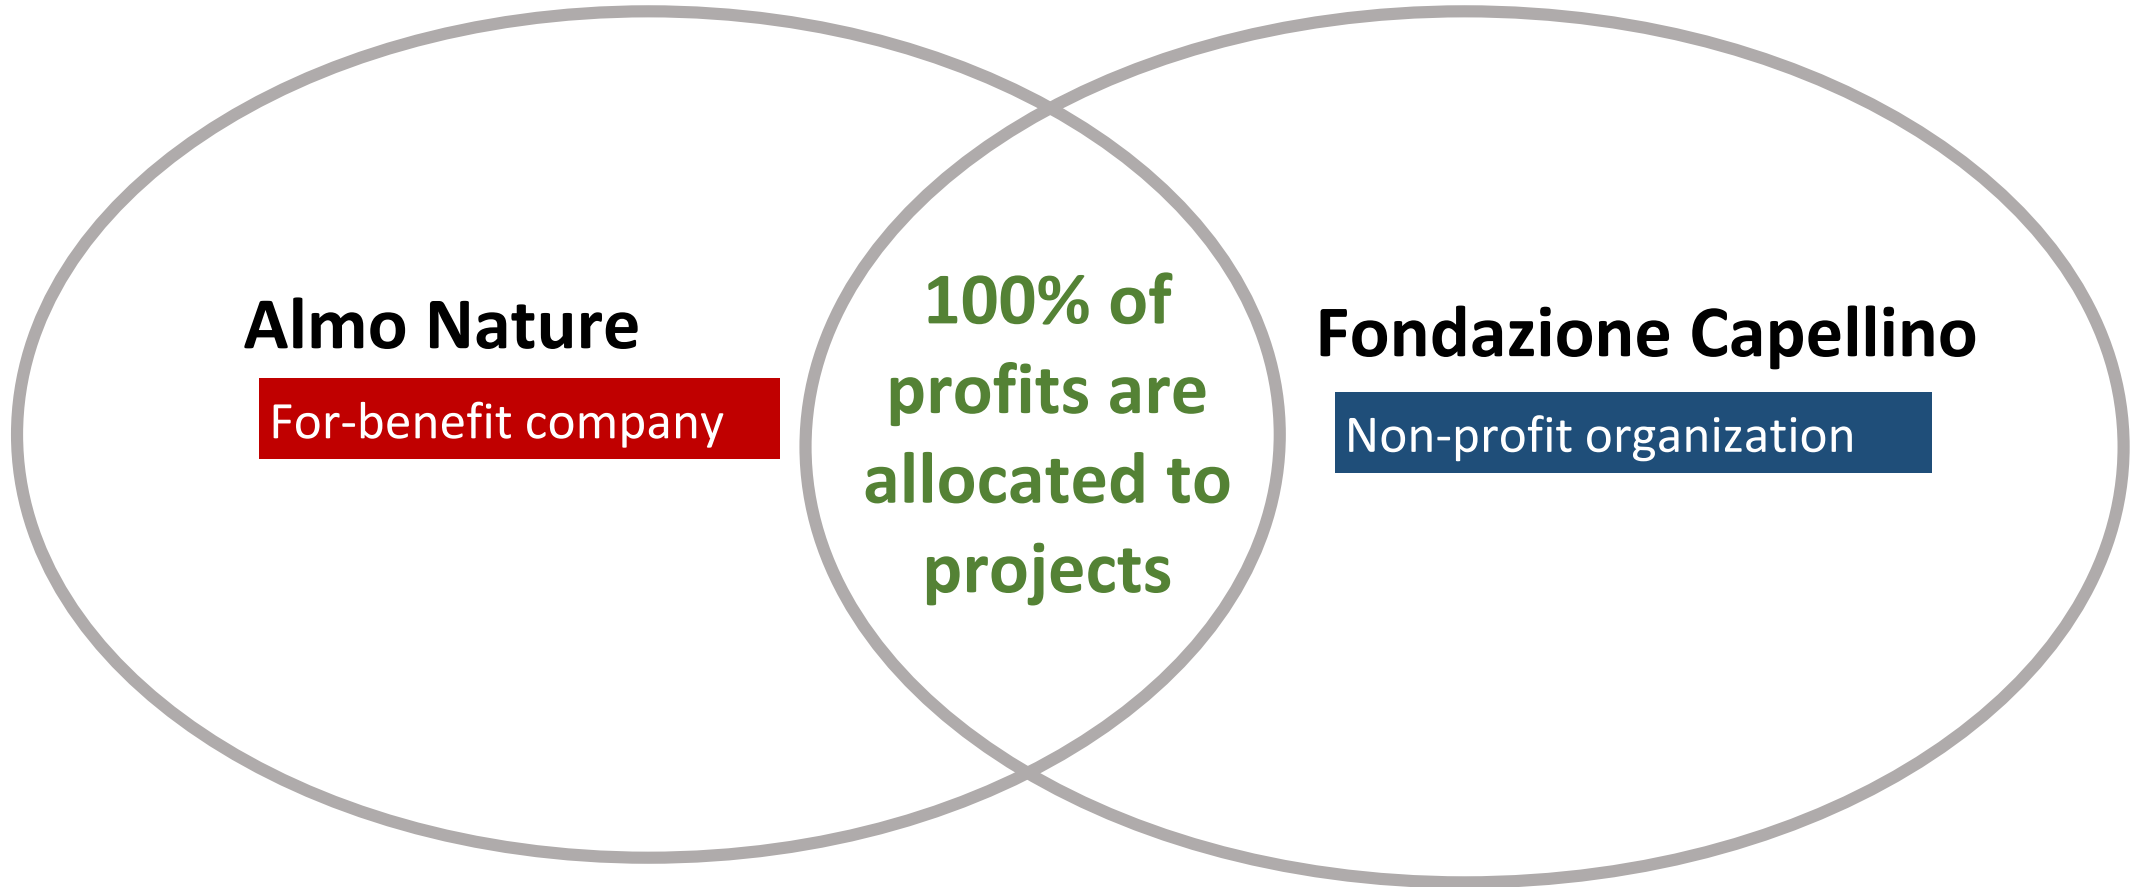 Almo Nature
For-benefit company
100% of
profits are
allocated to
projects
Fondazione Capellino
Non-profit organization